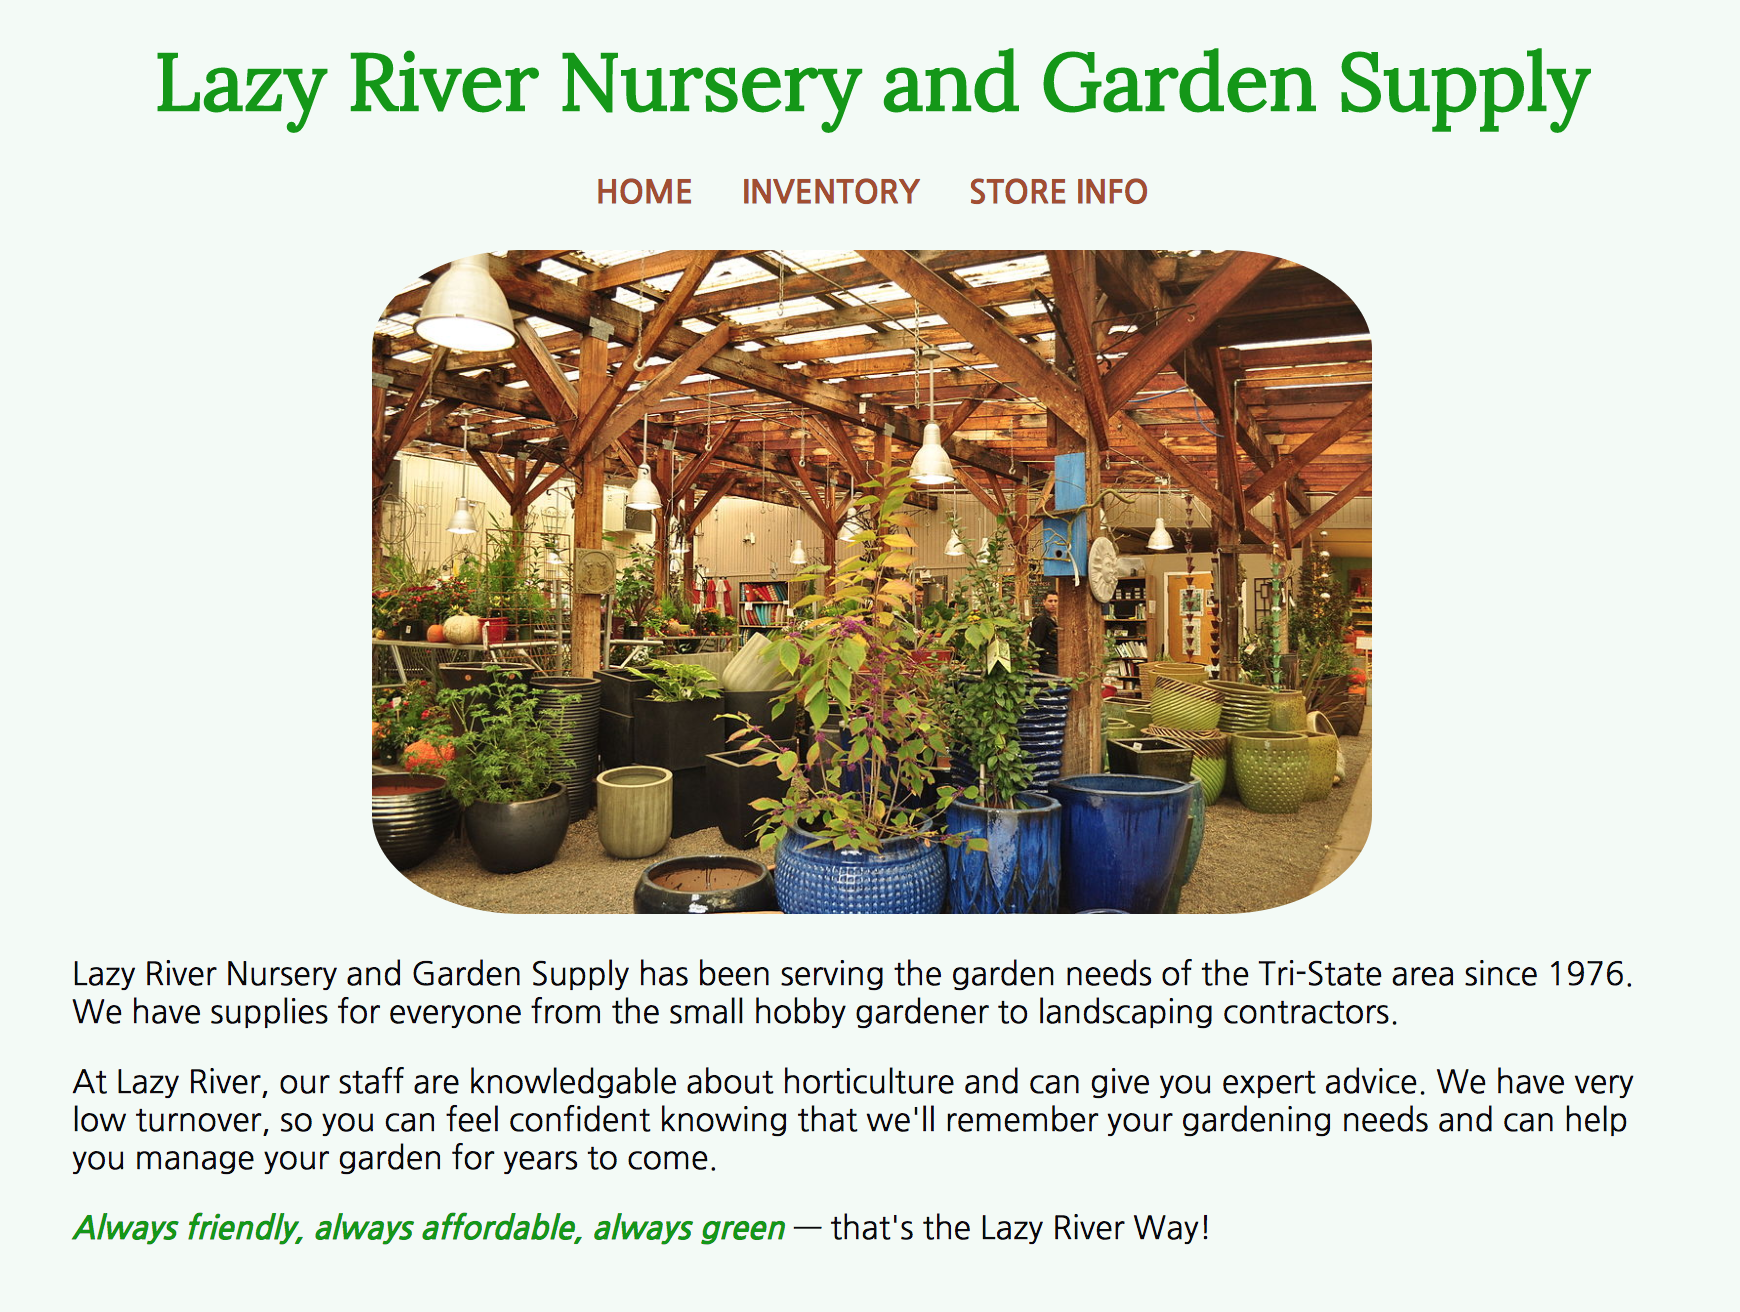 Lazy River Nursery and Garden Supply
HOME INVENTORY STORE INFO
Lazy River Nursery and Garden Supply has been serving the garden needs of the Tri-State area since 1976.
We have supplies for everyone from the small hobby gardener to landscaping contractors.
At Lazy River, our staff are knowledgable about horticulture and can give you expert advice. We have very
low turnover, so you can feel confident knowing that we'll remember your gardening needs and can help
you manage your garden for years to come.
Always friendly, always affordable, always green — that's the Lazy River Way!